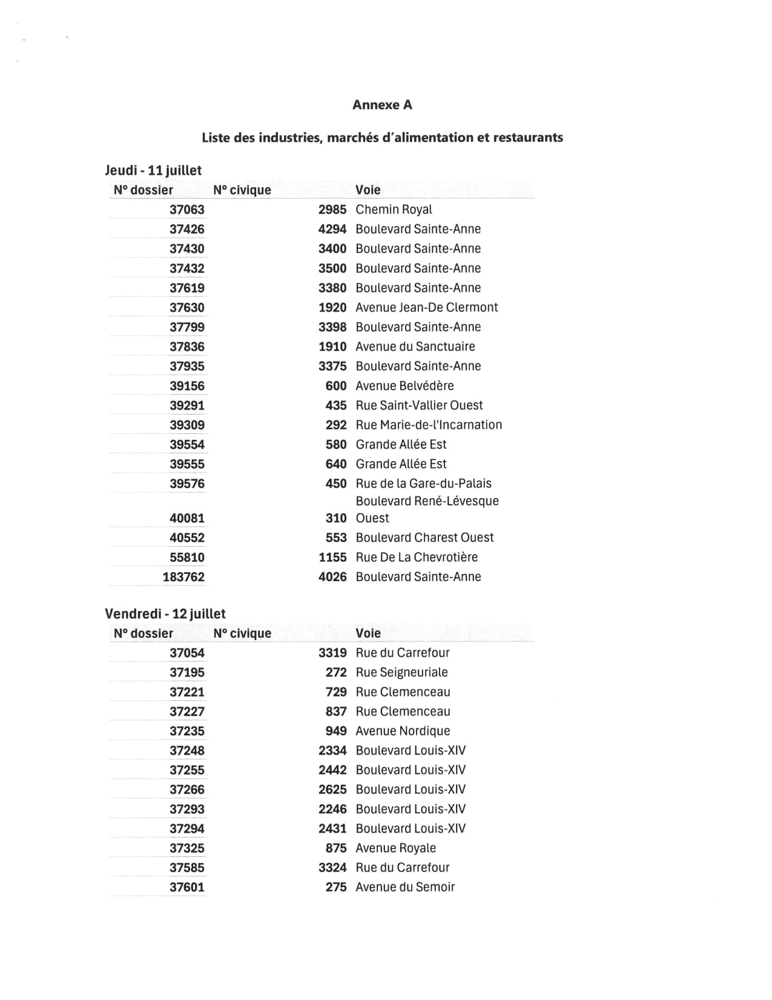 Annexe A
Liste des industries, marchés d'alimentation et restaurants
Jeudi - 11 juillet
N° dossier N° civique Voie
37063 2985 Chemin Royal
37426 4294 Boulevard Sainte-Anne
37430 3400 Boulevard Sainte-Anne
37432 3500 Boulevard Sainte-Anne
37619 3380 Boulevard Sainte-Anne
37630 1920 Avenue Jean-De Clermont
37799 3398 Boulevard Sainte-Anne
37836 1910 Avenue du Sanctuaire
37935 3375 Boulevard Sainte-Anne
39156 600 Avenue Belvédère
39291 435 Rue Saint-Vallier Ouest
39309 292 Rue Marie-de-l'Incarnation
39554 580 Grande Allée Est
39555 640 Grande Allée Est
39576 450 Rue de la Gare-du-Palais
Boulevard René-Lévesque
40081 310 Ouest
40552 553 Boulevard Charest Ouest
55810 1155 Rue De La Chevrotière
183762 4026 Boulevard Sainte-Anne
Vendredi - 12 juillet
N° dossier N° civique Voie
37054 3319 Rue du Carrefour
37195 272 Rue Seigneuriale
37221 729 Rue Clemenceau
37227 837 Rue Clemenceau
37235 949 Avenue Nordique
37248 2334 Boulevard Louis-XIV
37255 2442 Boulevard Louis-XIV
37266 2625 Boulevard Louis-XIV
37293 2246 Boulevard Louis-XIV
37294 2431 Boulevard Louis-XIV
37325 875 Avenue Royale
37585 3324 Rue du Carrefour
37601 275 Avenue du Semoir